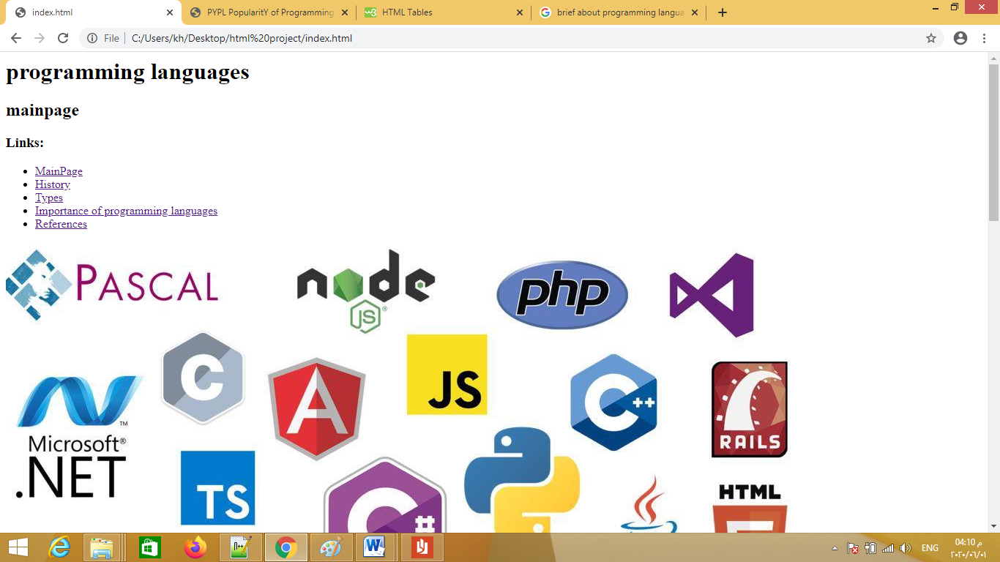 index.html
PYPL PopularitY of Programming
HTML Tables
brief about programming langua
File
C:/Users/kh/Desktop/html%20project/index.html
programming languages
mainpage
Links:
MainPage
History
Types
Importance of programming languages
References
PASCAL
node
JS®
php
C
A
JS
C++
RAILS
TM
Microsoft®
.NET
TS
C#
HTML
5
ENG
04:10 م
٢٠٢٠/٠٦/٠١